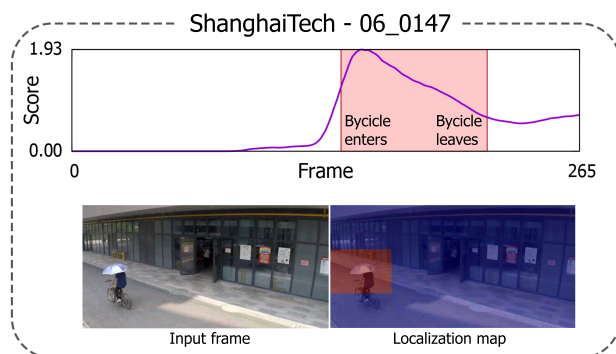 ShanghaiTech - 06_0147
1.93
Score
0.00
Bycicle
enters
Bycicle
leaves
0
Frame
265
Input frame
Localization map